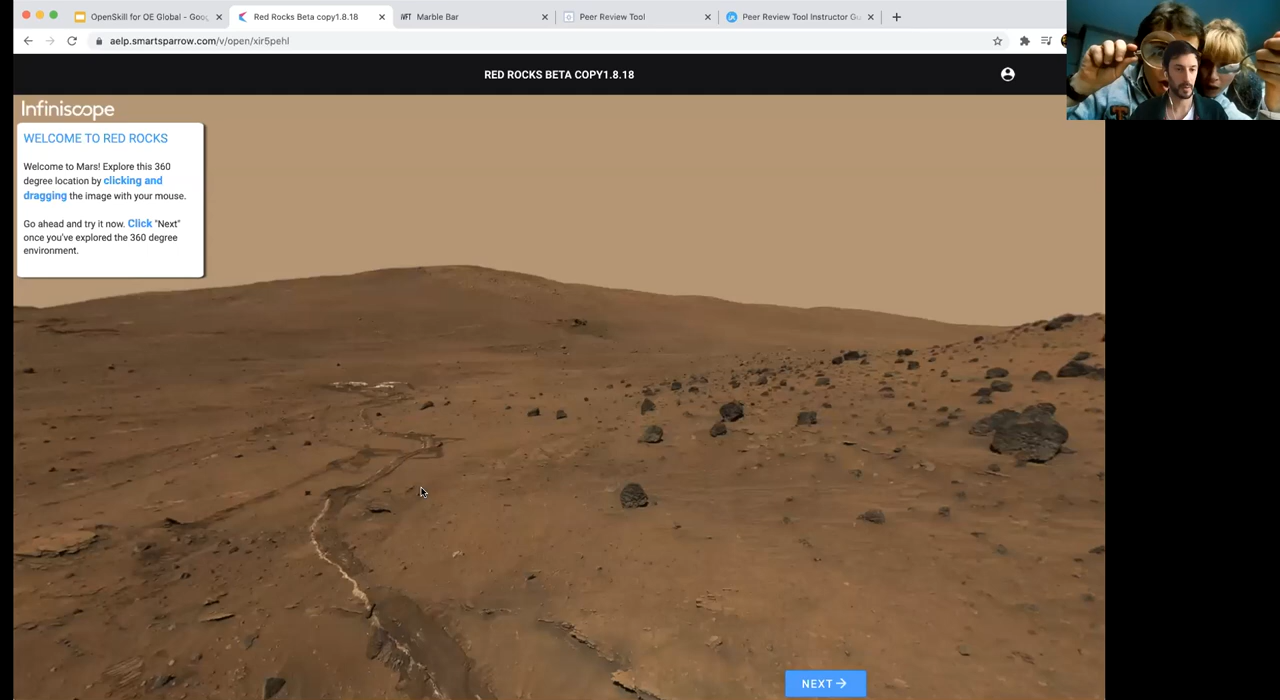 OpenSkill for OE Global - Goo
Red Rocks Beta copy1.8.18
Marble Bar
Peer Review Tool
Peer Review Tool Instructor Gu
aelp.smartsparrow.com/v/open/xir5pehl
RED ROCKS BETA COPY1.8.18
Infiniscope
WELCOME TO RED ROCKS
Welcome to Mars! Explore this 360
degree location by clicking and
dragging the image with your mouse.
Go ahead and try it now. Click "Next"
once you've explored the 360 degree
environment.
NEXT